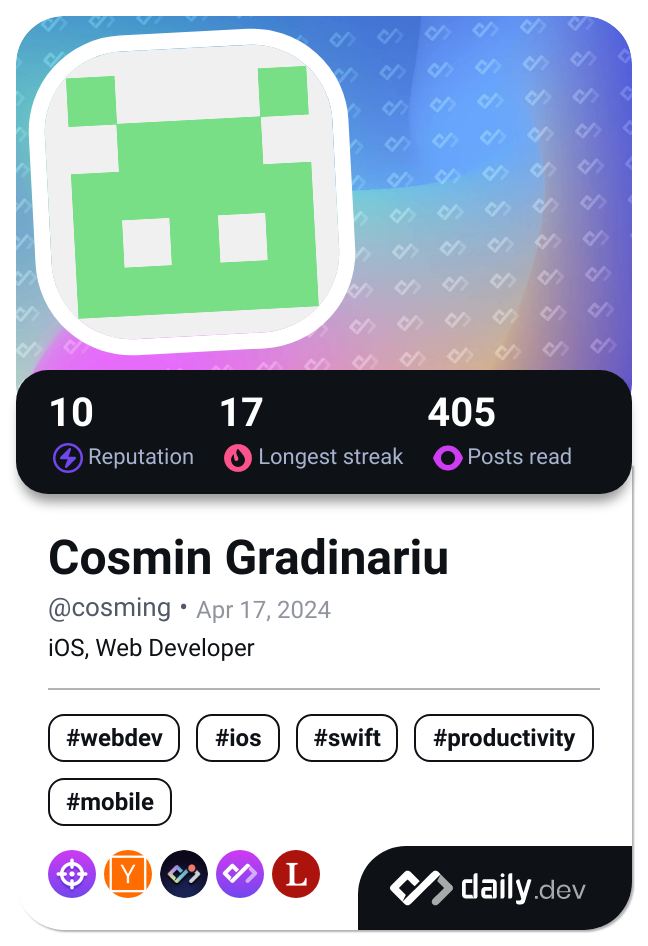 10 17 405
Reputation Longest streak Posts read
Cosmin Gradinariu
@cosming • Apr 17, 2024
iOS, Web Developer
#webdev #ios #swift #productivity
#mobile
Y L
daily.dev